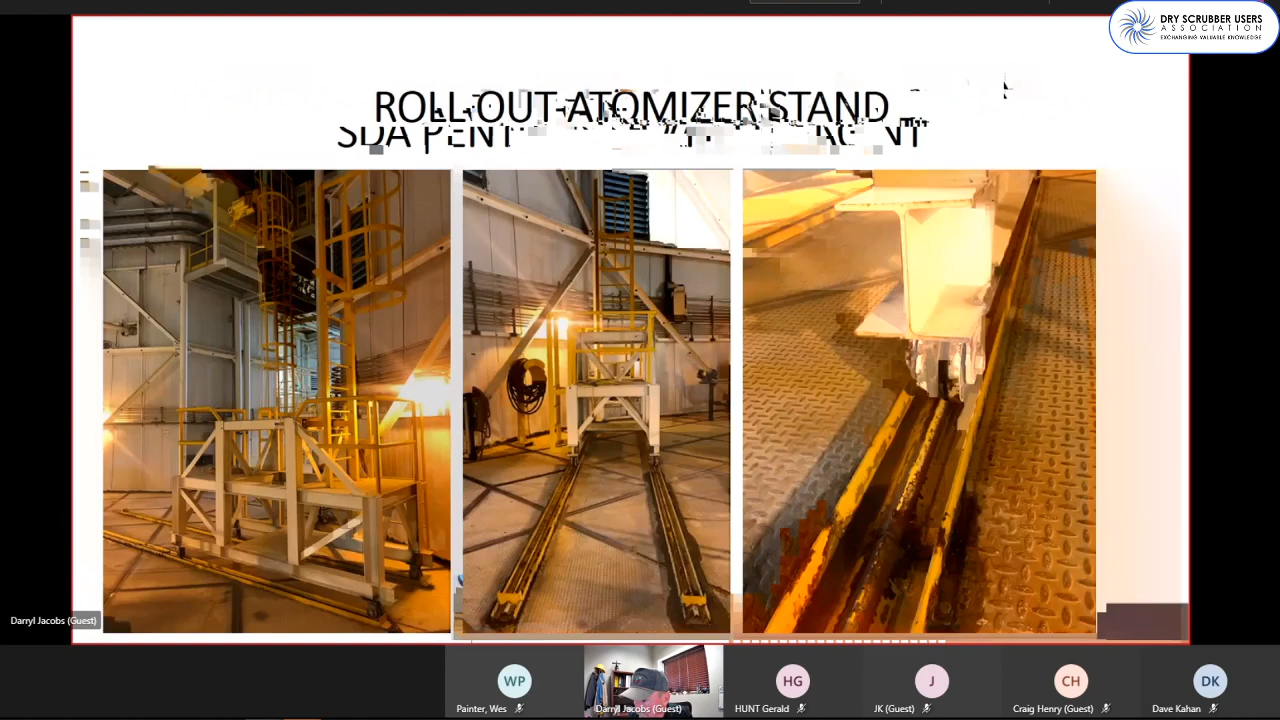 DRY SCRUBBER USERS
ASSOCIATION
EXCHANGING VALUABLE KNOWLEDGE
ROLL OUT ATOMIZER STAND
SDA PENT
Darryl Jacobs (Guest)
WP
HG
J
CH
DK
Painter, Wes
Darryl Jacobs (Guest)
HUNT Gerald
JK (Guest)
Craig Henry (Guest)
Dave Kahan